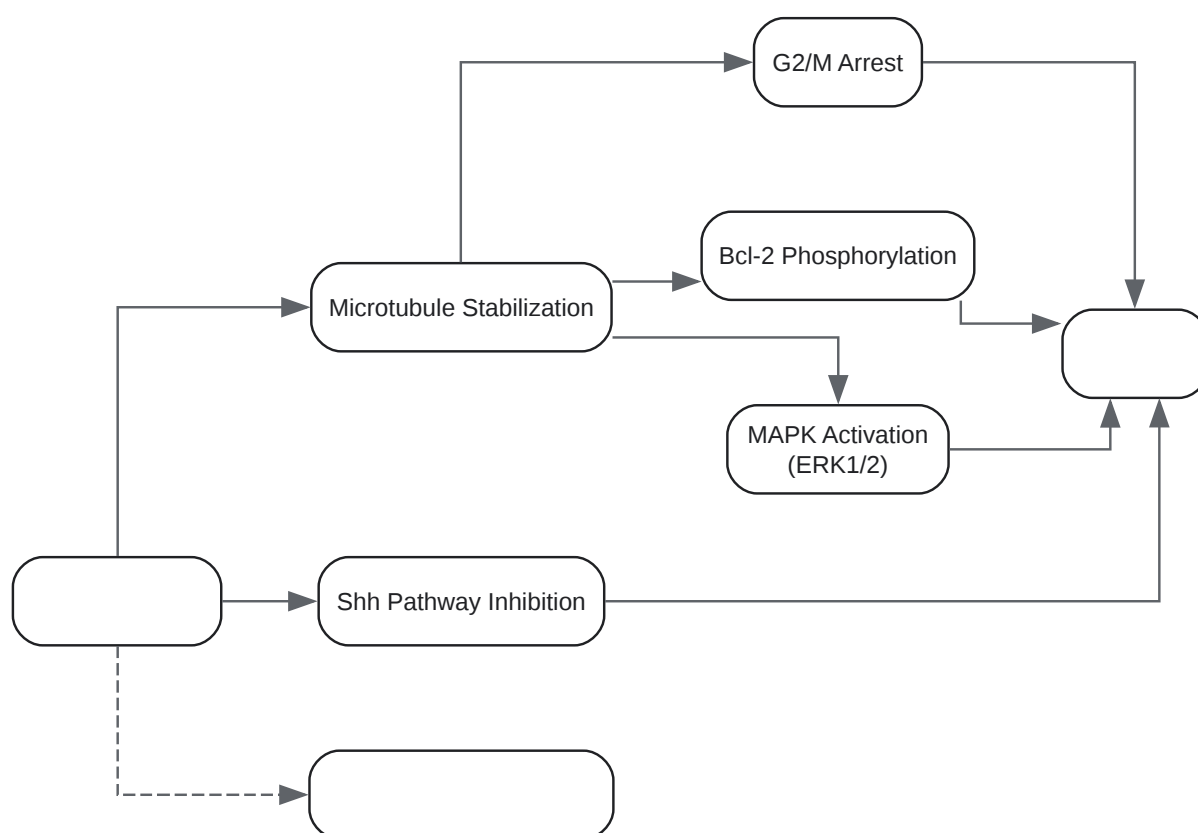 G2/M Arrest
Bcl-2 Phosphorylation
Microtubule Stabilization
MAPK Activation
(ERK1/2)
Shh Pathway Inhibition